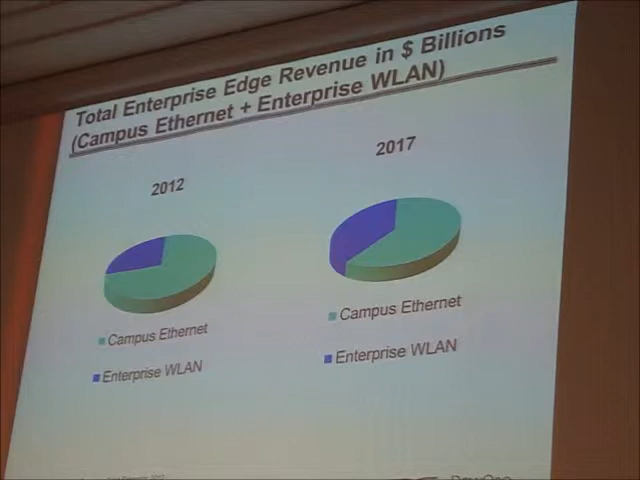 Total Enterprise Edge Revenue in $ Billions
(Campus Ethernet + Enterprise WLAN)
2012
2017
Campus Ethernet
Enterprise WLAN
Campus Ethernet
Enterprise WLAN